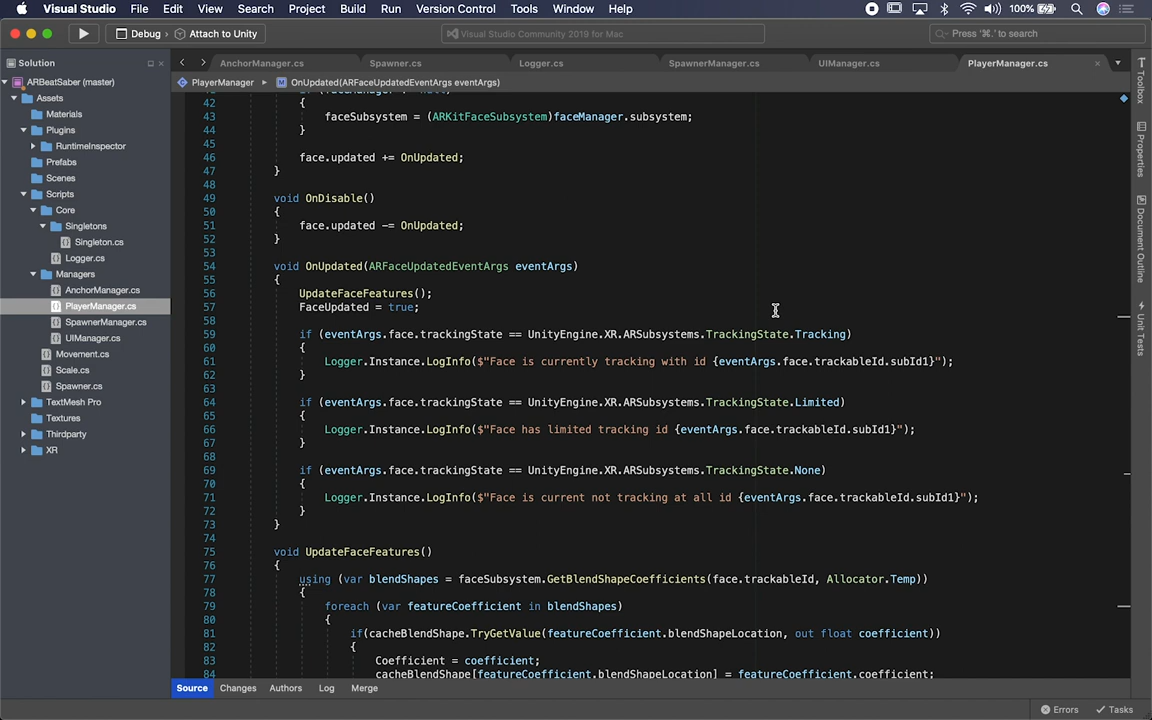 Visual Studio File Edit View Search Project Build Run Version Control Tools Window Help 100%
Debug › Attach to Unity Visual Studio Community 2019 for Mac Press ‘⌘.’ to search
Solution
AnchorManager.cs Spawner.cs Logger.cs SpawnerManager.cs UIManager.cs PlayerManager.cs
PlayerManager ▸ M OnUpdated(ARFaceUpdatedEventArgs eventArgs)
ARBeatSaber (master)
Assets
Materials
Plugins
RuntimeInspector
Prefabs
Scenes
Scripts
Core
Singletons
Singleton.cs
Logger.cs
Managers
AnchorManager.cs
PlayerManager.cs
SpawnerManager.cs
UIManager.cs
Movement.cs
Scale.cs
Spawner.cs
TextMesh Pro
Textures
Thirdparty
XR
42 {
43 faceSubsystem = (ARKitFaceSubsystem)faceManager.subsystem;
44 }
45
46 face.updated += OnUpdated;
47 }
48
49 void OnDisable()
50 {
51 face.updated -= OnUpdated;
52 }
53
54 void OnUpdated(ARFaceUpdatedEventArgs eventArgs)
55 {
56 UpdateFaceFeatures();
57 FaceUpdated = true;
58
59 if (eventArgs.face.trackingState == UnityEngine.XR.ARSubsystems.TrackingState.Tracking)
60 {
61 Logger.Instance.LogInfo($"Face is currently tracking with id {eventArgs.face.trackableId.subId1}");
62 }
63
64 if (eventArgs.face.trackingState == UnityEngine.XR.ARSubsystems.TrackingState.Limited)
65 {
66 Logger.Instance.LogInfo($"Face has limited tracking id {eventArgs.face.trackableId.subId1}");
67 }
68
69 if (eventArgs.face.trackingState == UnityEngine.XR.ARSubsystems.TrackingState.None)
70 {
71 Logger.Instance.LogInfo($"Face is current not tracking at all id {eventArgs.face.trackableId.subId1}");
72 }
73 }
74
75 void UpdateFaceFeatures()
76 {
77 using (var blendShapes = faceSubsystem.GetBlendShapeCoefficients(face.trackableId, Allocator.Temp))
78 {
79 foreach (var featureCoefficient in blendShapes)
80 {
81 if(cacheBlendShape.TryGetValue(featureCoefficient.blendShapeLocation, out float coefficient))
82 {
83 Coefficient = coefficient;
84 cacheBlendShape[featureCoefficient.blendShapeLocation] = featureCoefficient.coefficient;
Toolbox
Properties
Document Outline
Unit Tests
Source Changes Authors Log Merge
Errors Tasks